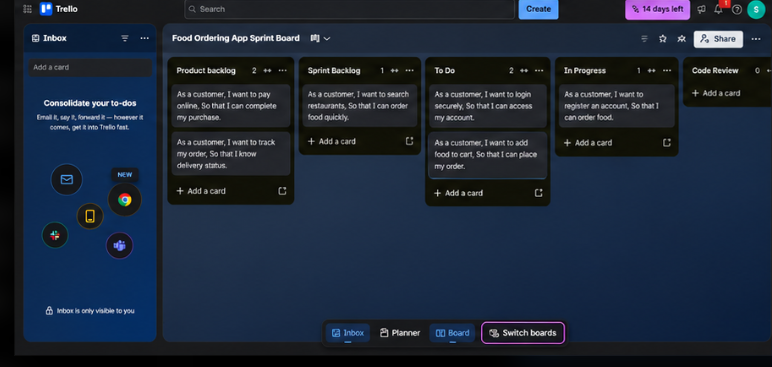 Trello
Search
Create
14 days left
1
S
Inbox
Add a card
Consolidate your to-dos
Email it, say it, forward it — however it
comes, get it into Trello fast.
NEW
Inbox is only visible to you
Food Ordering App Sprint Board
Share
Product backlog 2
As a customer, I want to pay
online, So that I can complete
my purchase.
As a customer, I want to track
my order, So that I know
delivery status.
+ Add a card
Sprint Backlog 1
As a customer, I want to search
restaurants, So that I can order
food quickly.
+ Add a card
To Do 2
As a customer, I want to login
securely, So that I can access
my account.
As a customer, I want to add
food to cart, So that I can place
my order.
+ Add a card
In Progress 1
As a customer, I want to
register an account, So that I
can order food.
+ Add a card
Code Review 0
+ Add a card
Inbox
Planner
Board
Switch boards